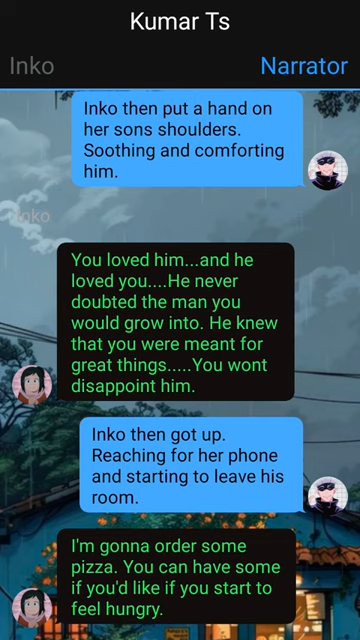 Kumar Ts
Inko
Narrator
Inko then put a hand on
her sons shoulders.
Soothing and comforting
him.
Inko
You loved him...and he
loved you....He never
doubted the man you
would grow into. He knew
that you were meant for
great things.....You wont
disappoint him.
Inko then got up.
Reaching for her phone
and starting to leave his
room.
I'm gonna order some
pizza. You can have some
if you'd like if you start to
feel hungry.